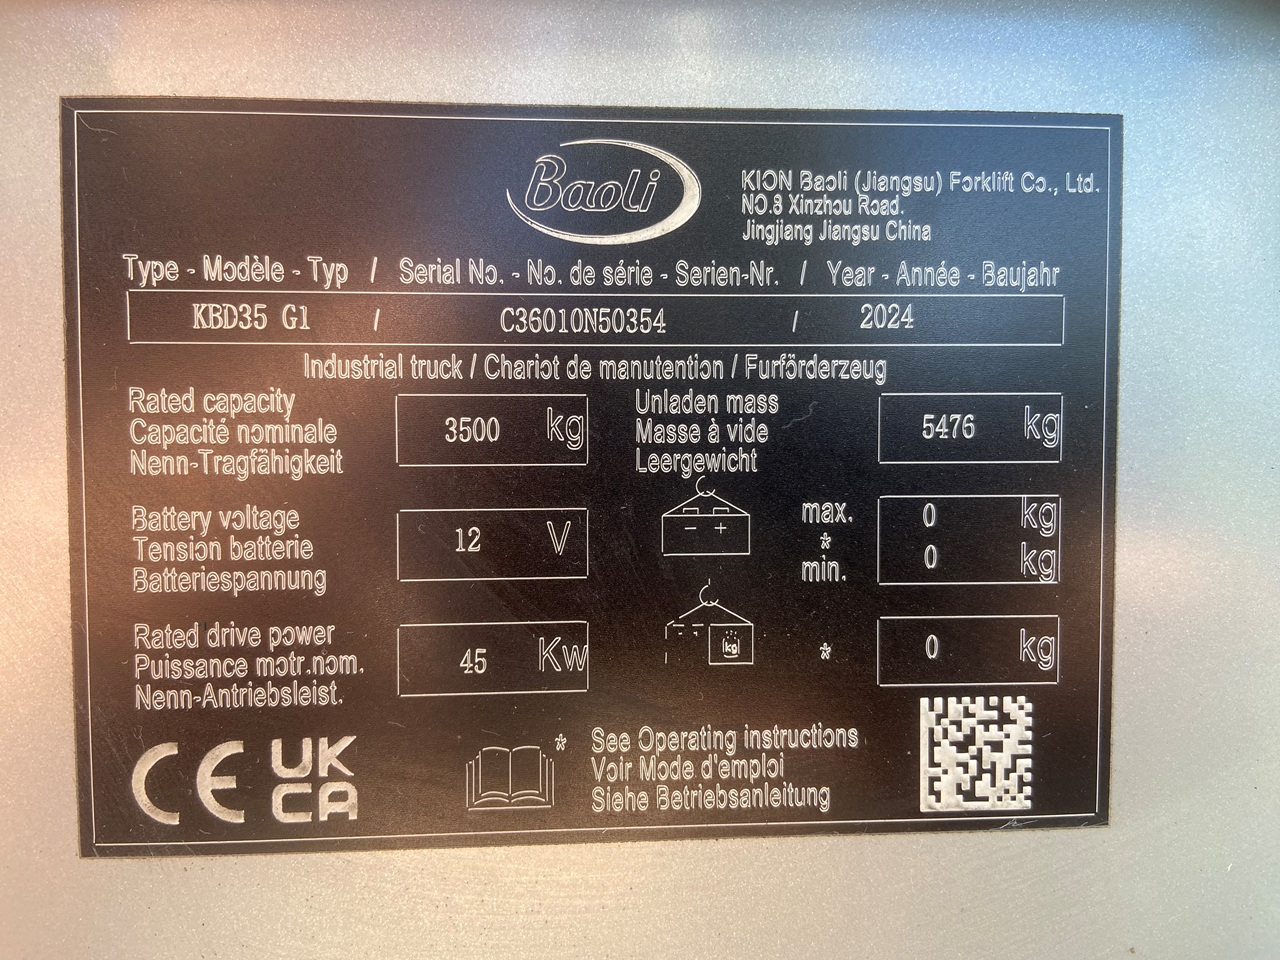 Baoli
KION Baoli (Jiangsu) Forklift Co., Ltd.
NO.8 Xinzhou Road.
Jingjiang Jiangsu China
Type - Modèle - Typ / Serial No. - No. de série - Serien-Nr. / Year - Année - Baujahr
KBD35 G1 / C36010N50354 / 2024
Industrial truck / Chariot de manutention / Furförderzeug
Rated capacity
Capacité nominale
Nenn-Tragfähigkeit
3500 kg
Unladen mass
Masse à vide
Leergewicht
5476 kg
Battery voltage
Tension batterie
Batteriespannung
12 V
- +
max. 0 kg
*
min. 0 kg
Rated drive power
Puissance motr.nom.
Nenn-Antriebsleist.
45 Kw
kg
* 0 kg
CE UK
CA
*
See Operating instructions
Voir Mode d'emploi
Siehe Betriebsanleitung